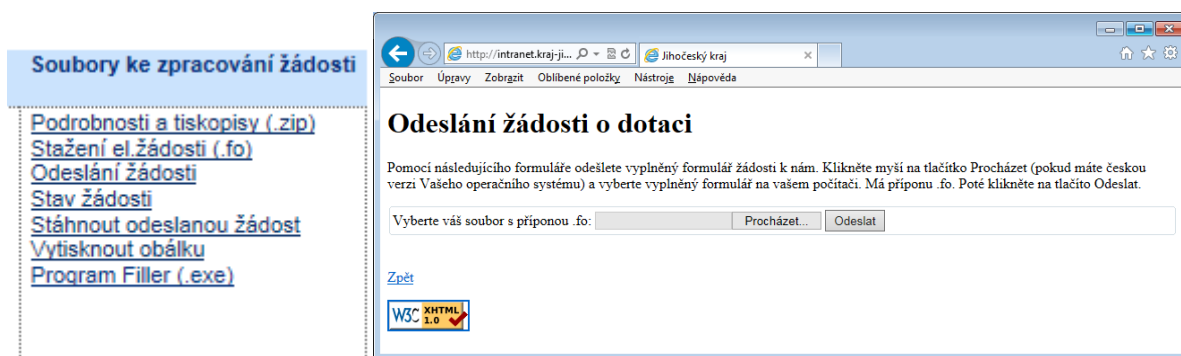 Soubory ke zpracování žádosti
Podrobnosti a tiskopisy (.zip)
Stažení el.žádosti (.fo)
Odeslání žádosti
Stav žádosti
Stáhnout odeslanou žádost
Vytisknout obálku
Program Filler (.exe)
http://intranet.kraj-ji...
Jihočeský kraj
Soubor Úpravy Zobrazit Oblíbené položky Nástroje Nápověda
Odeslání žádosti o dotaci
Pomocí následujícího formuláře odešlete vyplněný formulář žádosti k nám. Klikněte myší na tlačítko Procházet (pokud máte českou
verzi Vašeho operačního systému) a vyberte vyplněný formulář na vašem počítači. Má příponu .fo. Poté klikněte na tlačíto Odeslat.
Vyberte váš soubor s příponou .fo: Procházet... Odeslat
Zpět
W3C XHTML
1.0